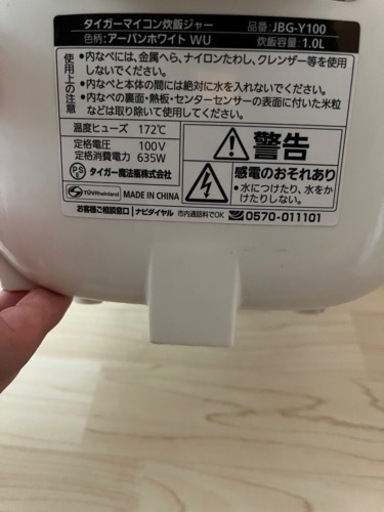 タイガーマイコン炊飯ジャー 品番：JBG-Y100
色柄：アーバンホワイト WU 炊飯容量：1.0L
使用上の注意
・内なべには、金属へら、ナイロンたわし、クレンザー等を使用しないでください。
・内なべと本体の間には絶対に水を入れないでください。
・内なべの裏面・熱板・センターセンサーの表面に付いた米粒などは取り除いて使用してください。
温度ヒューズ 172℃
定格電圧 100V
定格消費電力 635W
PS E タイガー魔法瓶株式会社
TÜVRheinland MADE IN CHINA
警告
感電のおそれあり
・水につけたり、水をかけたりしない。
お客様ご相談窓口 ナビダイヤル 市内通話料でOK 0570-011101